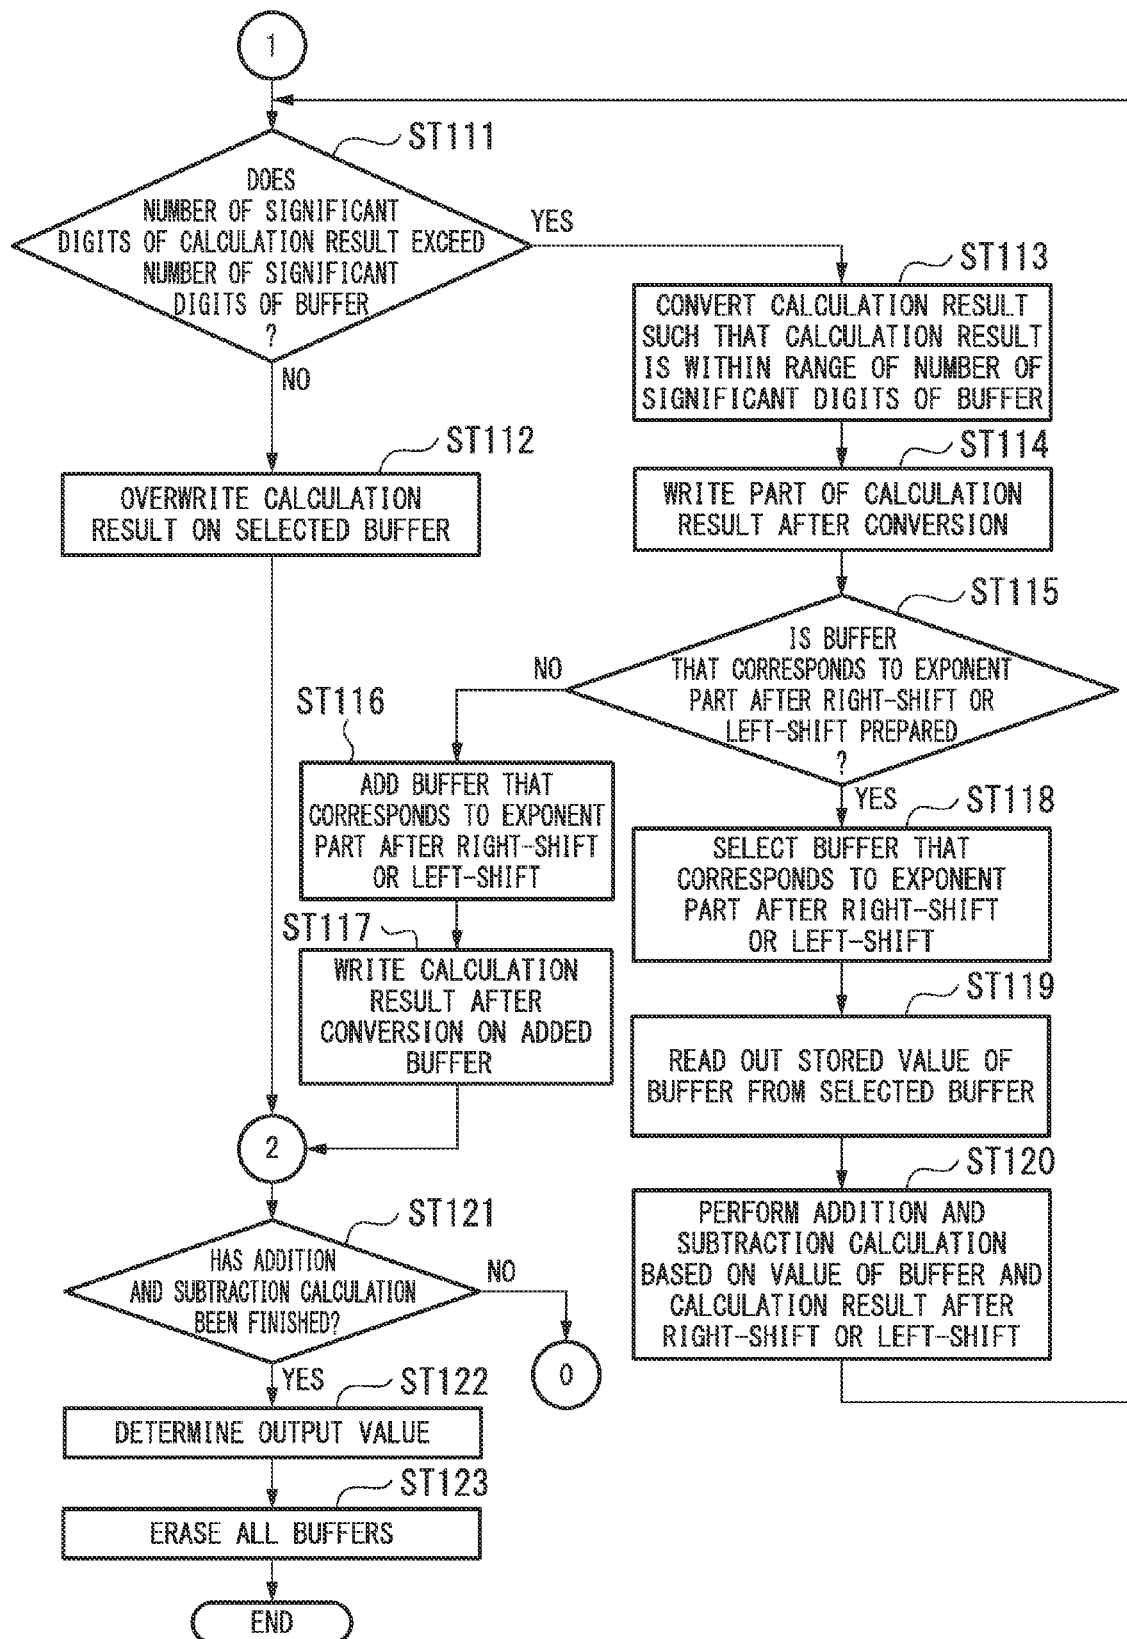 1
ST111
DOES
NUMBER OF SIGNIFICANT
DIGITS OF CALCULATION RESULT EXCEED
NUMBER OF SIGNIFICANT
DIGITS OF BUFFER
?
YES
NO
ST112
OVERWRITE CALCULATION
RESULT ON SELECTED BUFFER
ST113
CONVERT CALCULATION RESULT
SUCH THAT CALCULATION RESULT
IS WITHIN RANGE OF NUMBER OF
SIGNIFICANT DIGITS OF BUFFER
ST114
WRITE PART OF CALCULATION
RESULT AFTER CONVERSION
ST115
IS BUFFER
THAT CORRESPONDS TO EXPONENT
PART AFTER RIGHT-SHIFT OR
LEFT-SHIFT PREPARED
?
NO
YES
ST116
ADD BUFFER THAT
CORRESPONDS TO EXPONENT
PART AFTER RIGHT-SHIFT
OR LEFT-SHIFT
ST117
WRITE CALCULATION
RESULT AFTER
CONVERSION ON ADDED
BUFFER
ST118
SELECT BUFFER THAT
CORRESPONDS TO EXPONENT
PART AFTER RIGHT-SHIFT
OR LEFT-SHIFT
ST119
READ OUT STORED VALUE OF
BUFFER FROM SELECTED BUFFER
ST120
PERFORM ADDITION AND
SUBTRACTION CALCULATION
BASED ON VALUE OF BUFFER AND
CALCULATION RESULT AFTER
RIGHT-SHIFT OR LEFT-SHIFT
2
ST121
HAS ADDITION
AND SUBTRACTION CALCULATION
BEEN FINISHED?
NO
0
YES
ST122
DETERMINE OUTPUT VALUE
ST123
ERASE ALL BUFFERS
END